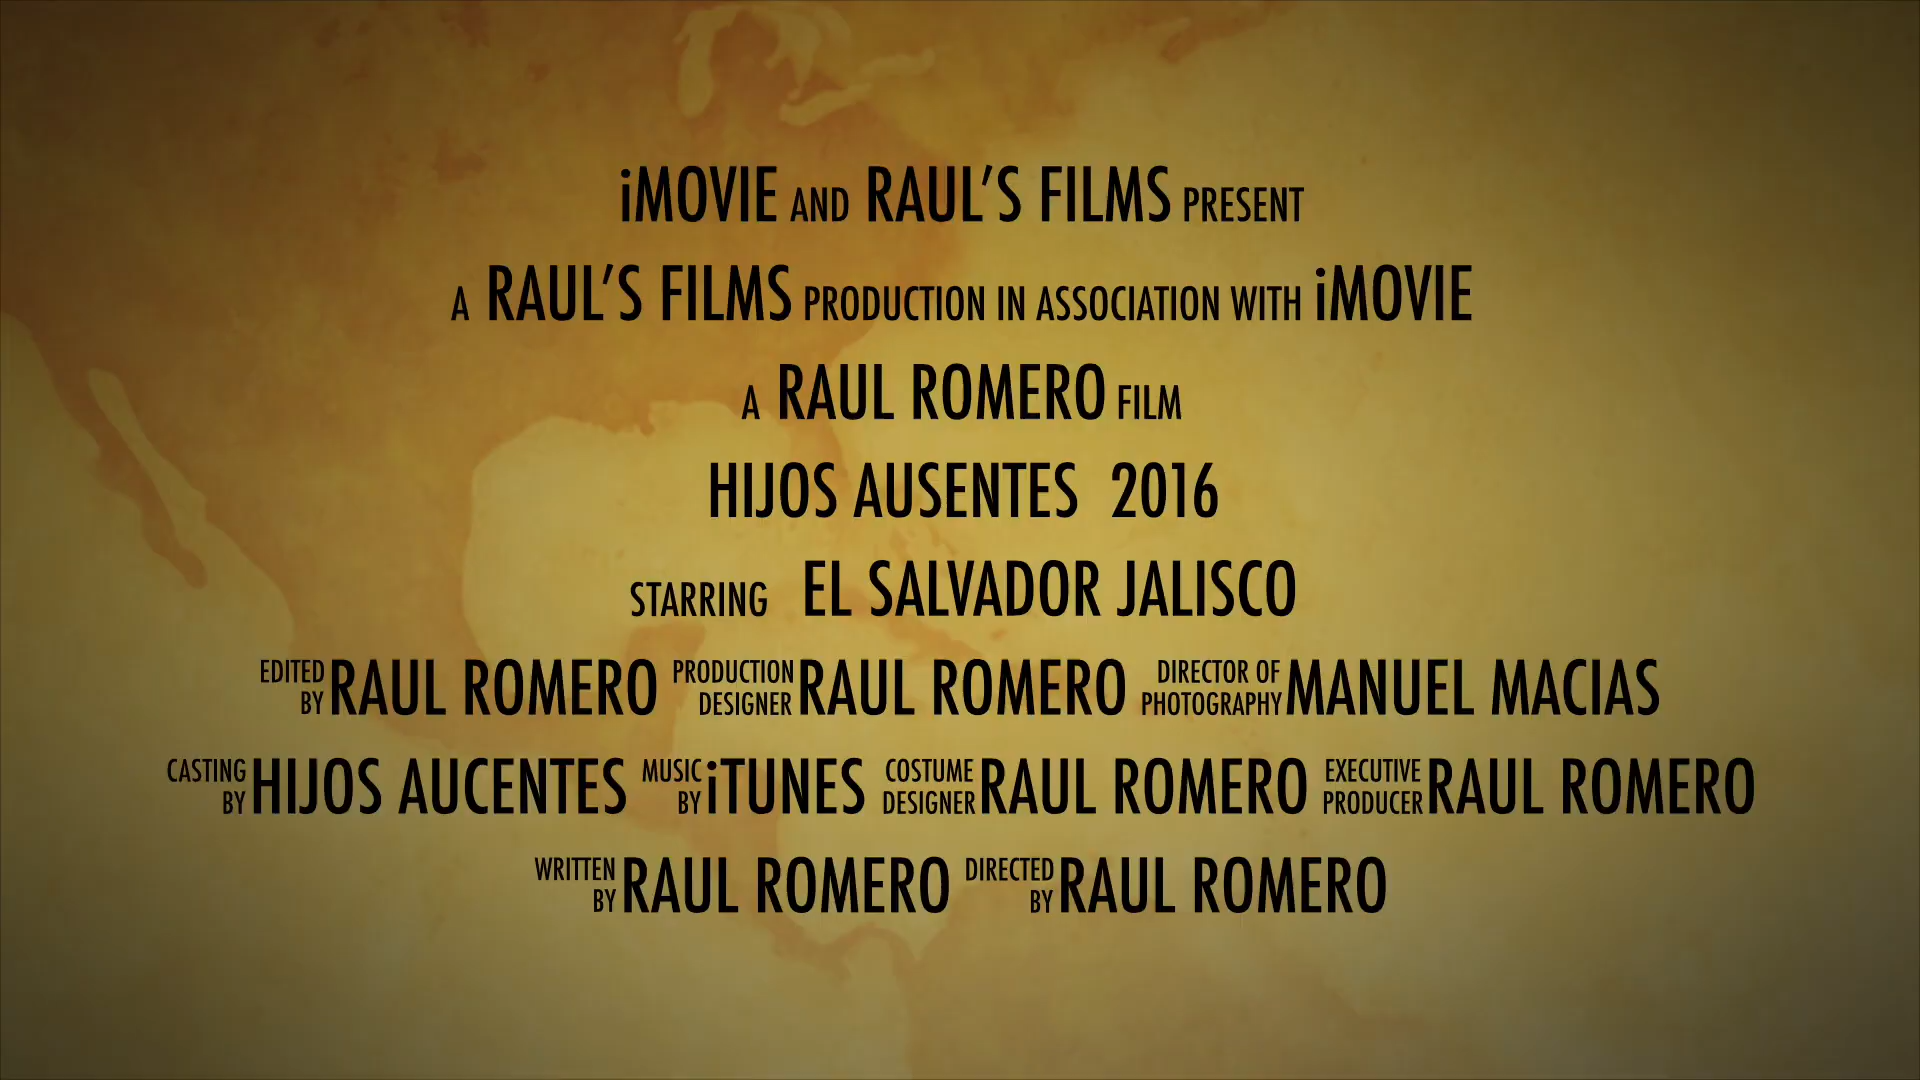 iMOVIE AND RAUL'S FILMS PRESENT
A RAUL'S FILMS PRODUCTION IN ASSOCIATION WITH iMOVIE
A RAUL ROMERO FILM
HIJOS AUSENTES 2016
STARRING EL SALVADOR JALISCO
EDITED BY RAUL ROMERO PRODUCTION DESIGNER RAUL ROMERO DIRECTOR OF PHOTOGRAPHY MANUEL MACIAS
CASTING BY HIJOS AUCENTES MUSIC BY iTUNES COSTUME DESIGNER RAUL ROMERO EXECUTIVE PRODUCER RAUL ROMERO
WRITTEN BY RAUL ROMERO DIRECTED BY RAUL ROMERO